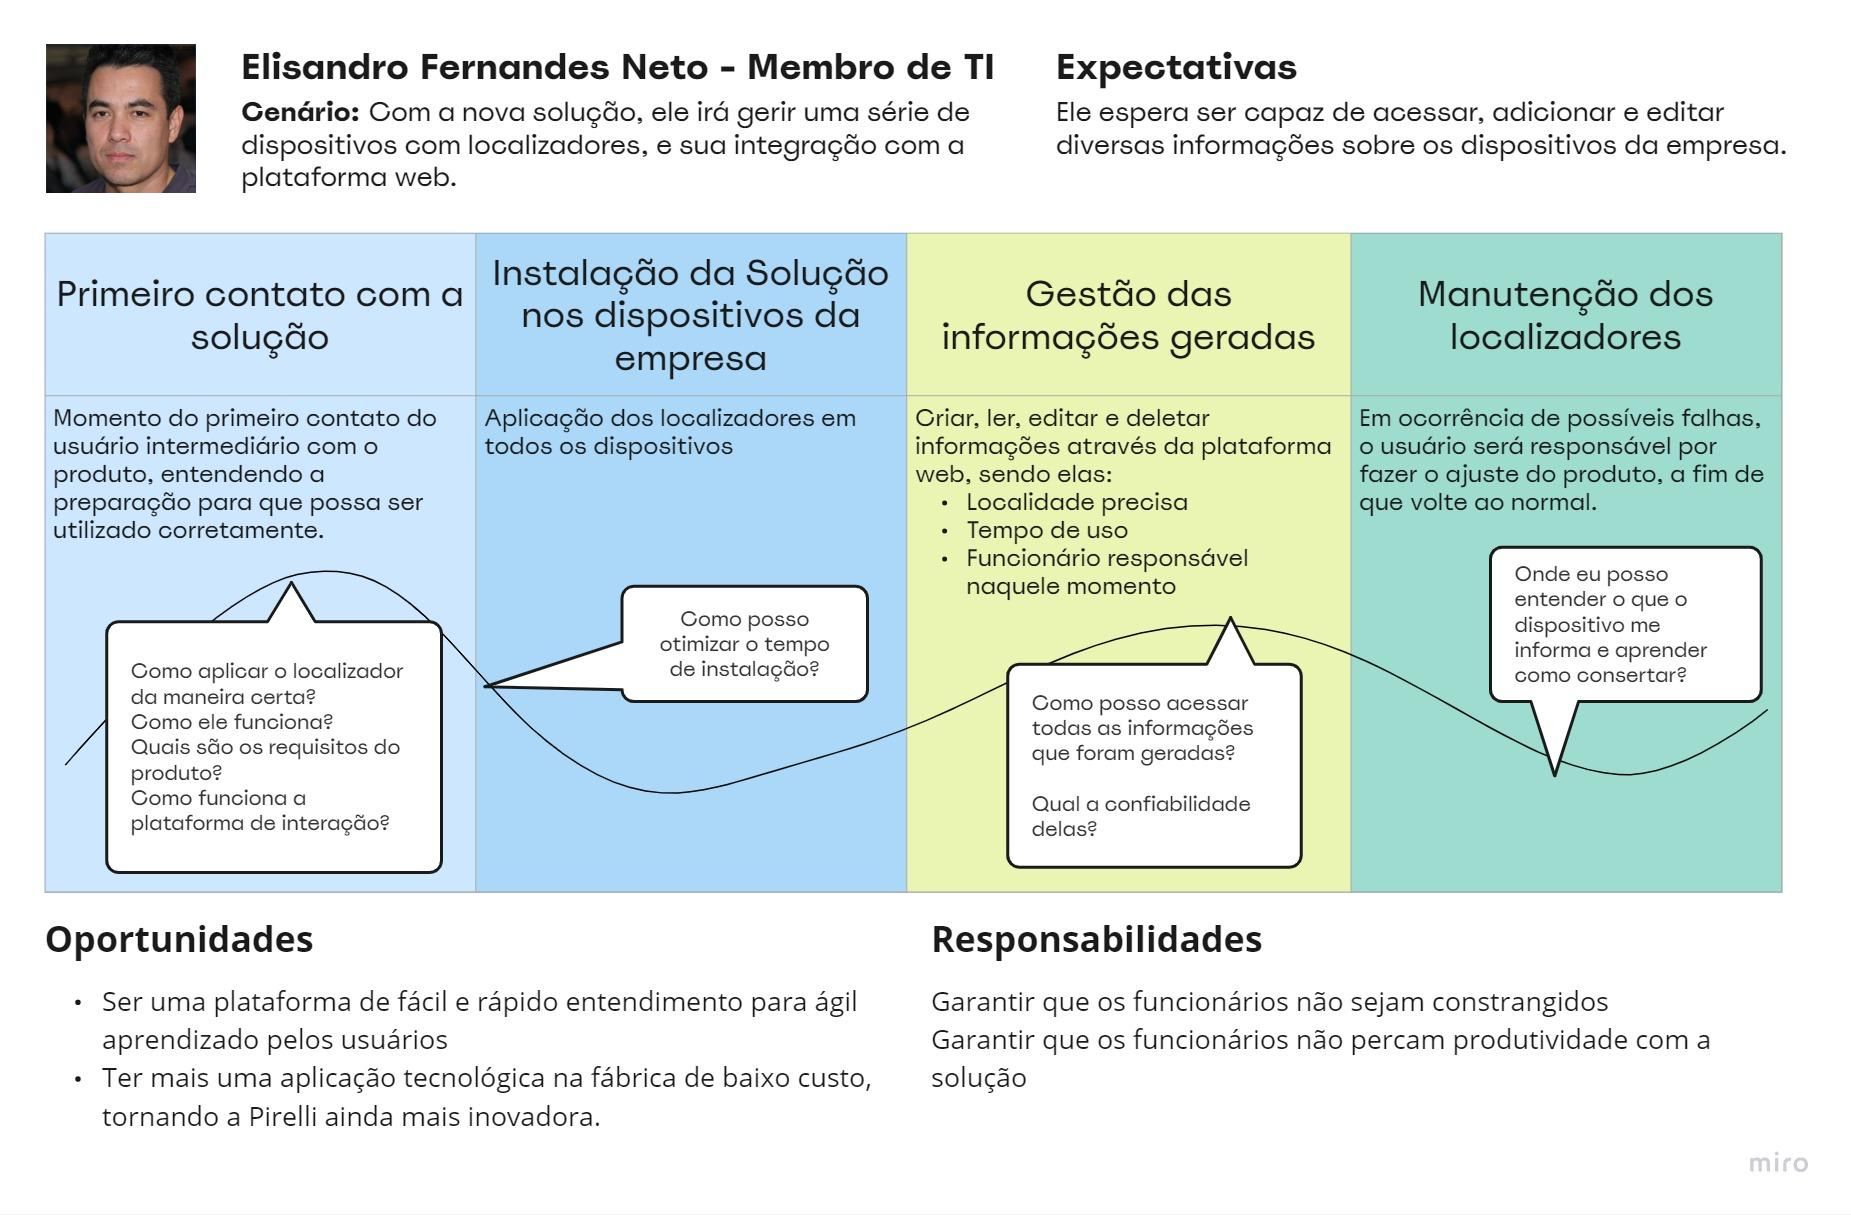 Elisandro Fernandes Neto - Membro de TI
Cenário: Com a nova solução, ele irá gerir uma série de
dispositivos com localizadores, e sua integração com a
plataforma web.
Expectativas
Ele espera ser capaz de acessar, adicionar e editar
diversas informações sobre os dispositivos da empresa.
Primeiro contato com a
solução
Instalação da Solução
nos dispositivos da
empresa
Gestão das
informações geradas
Manutenção dos
localizadores
Momento do primeiro contato do
usuário intermediário com o
produto, entendendo a
preparação para que possa ser
utilizado corretamente.
Aplicação dos localizadores em
todos os dispositivos
Criar, ler, editar e deletar
informações através da plataforma
web, sendo elas:
• Localidade precisa
• Tempo de uso
• Funcionário responsável
naquele momento
Em ocorrência de possíveis falhas,
o usuário será responsável por
fazer o ajuste do produto, a fim de
que volte ao normal.
Como aplicar o localizador
da maneira certa?
Como ele funciona?
Quais são os requisitos do
produto?
Como funciona a
plataforma de interação?
Como posso
otimizar o tempo
de instalação?
Como posso acessar
todas as informações
que foram geradas?
Qual a confiabilidade
delas?
Onde eu posso
entender o que o
dispositivo me
informa e aprender
como consertar?
Oportunidades
• Ser uma plataforma de fácil e rápido entendimento para ágil
aprendizado pelos usuários
• Ter mais uma aplicação tecnológica na fábrica de baixo custo,
tornando a Pirelli ainda mais inovadora.
Responsabilidades
Garantir que os funcionários não sejam constrangidos
Garantir que os funcionários não percam produtividade com a
solução
miro